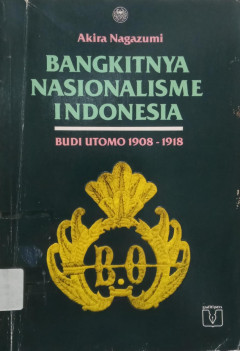 Akira Nagazumi
BANGKITNYA
NASIONALISME
INDONESIA
BUDI UTOMO 1908 - 1918
B.O